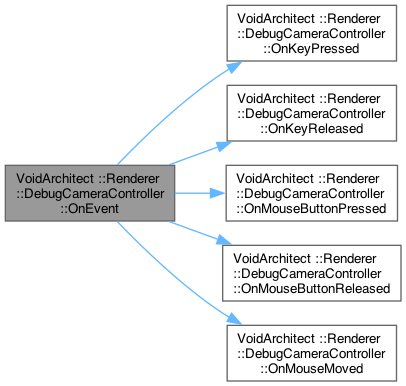 VoidArchitect ::Renderer
::DebugCameraController
::OnEvent
VoidArchitect ::Renderer
::DebugCameraController
::OnKeyPressed
VoidArchitect ::Renderer
::DebugCameraController
::OnKeyReleased
VoidArchitect ::Renderer
::DebugCameraController
::OnMouseButtonPressed
VoidArchitect ::Renderer
::DebugCameraController
::OnMouseButtonReleased
VoidArchitect ::Renderer
::DebugCameraController
::OnMouseMoved